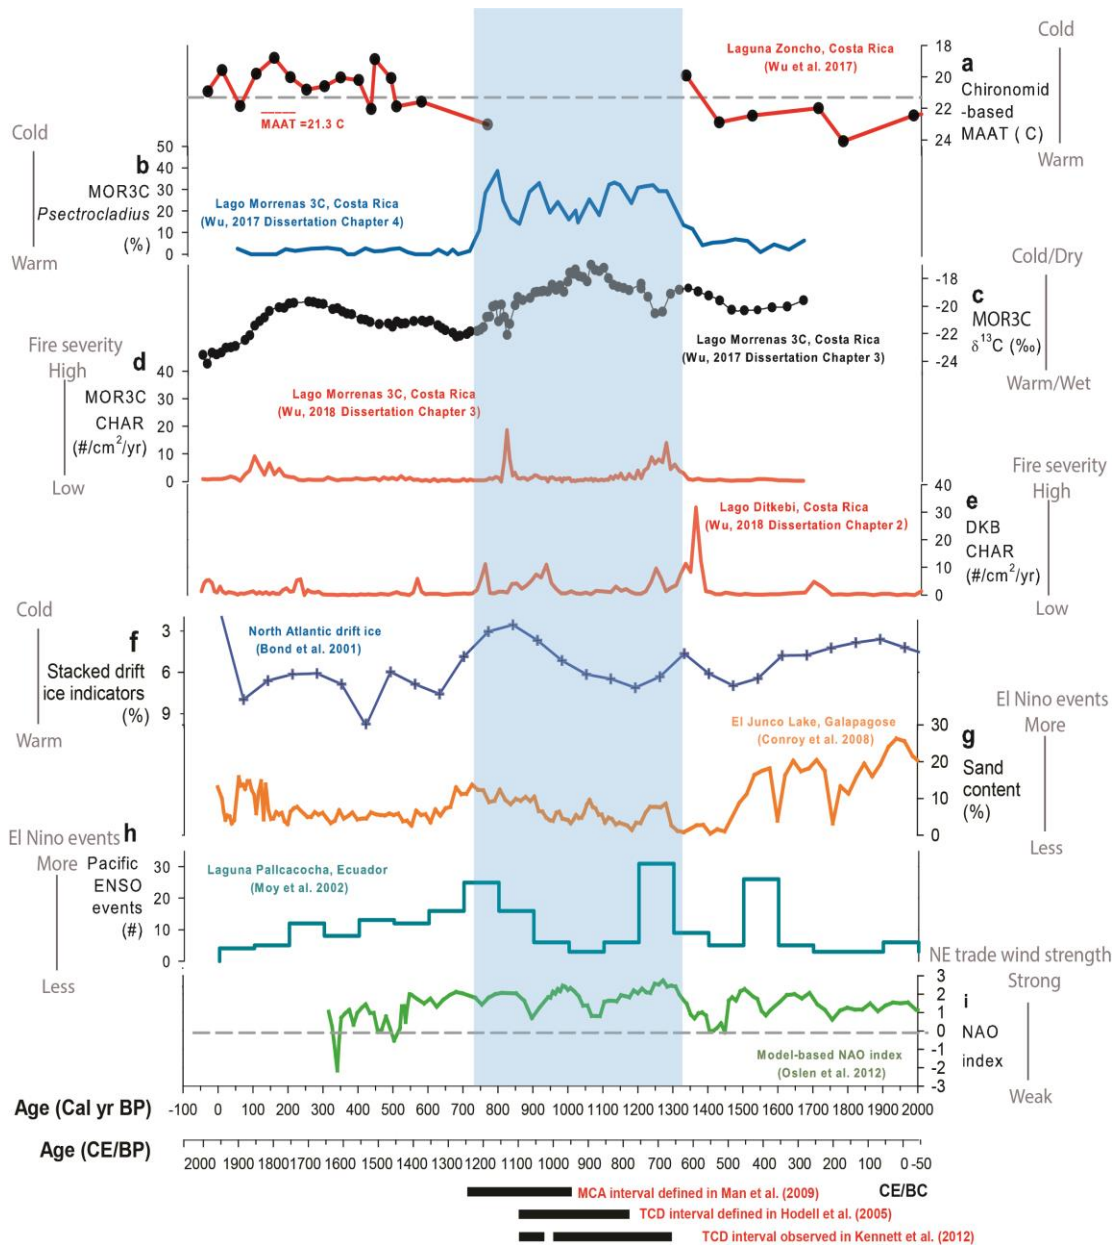 Cold
18
20
22
24
Laguna Zoncho, Costa Rica
(Wu et al. 2017)
a
Chironomid
-based
MAAT ( C)
Warm
MAAT =21.3 C
Cold
Warm
b
MOR3C
Psectrocladius
(%)
50
40
30
20
10
0
Lago Morrenas 3C, Costa Rica
(Wu, 2017 Dissertation Chapter 4)
Cold/Dry
-18
-20
-22
-24
c
MOR3C
δ13C (‰)
Warm/Wet
Lago Morrenas 3C, Costa Rica
(Wu, 2017 Dissertation Chapter 3)
Fire severity
High
d
MOR3C
CHAR
(#/cm2/yr)
Low
40
30
20
10
0
Lago Morrenas 3C, Costa Rica
(Wu, 2018 Dissertation Chapter 3)
Fire severity
High
40
30
20
10
0
e
DKB
CHAR
(#/cm2/yr)
Low
Lago Ditkebi, Costa Rica
(Wu, 2018 Dissertation Chapter 2)
Cold
f
Stacked drift
ice indicators
(%)
Warm
3
6
9
North Atlantic drift ice
(Bond et al. 2001)
El Nino events
More
30
20
10
0
g
Sand
content
(%)
Less
El Junco Lake, Galapagose
(Conroy et al. 2008)
El Nino events
More
h
Pacific
ENSO
events
(#)
Less
30
20
10
0
Laguna Pallcacocha, Ecuador
(Moy et al. 2002)
NE trade wind strength
Strong
3
2
1
0
-1
-2
-3
i
NAO
index
Weak
Model-based NAO index
(Oslen et al. 2012)
Age (Cal yr BP)
-100 0 100 200 300 400 500 600 700 800 900 1000 1100 1200 1300 1400 1500 1600 1700 1800 1900 2000
Age (CE/BP)
2000 1900 1800 1700 1600 1500 1400 1300 1200 1100 1000 900 800 700 600 500 400 300 200 100 0 -50
CE/BC
MCA interval defined in Man et al. (2009)
TCD interval defined in Hodell et al. (2005)
TCD interval observed in Kennett et al. (2012)